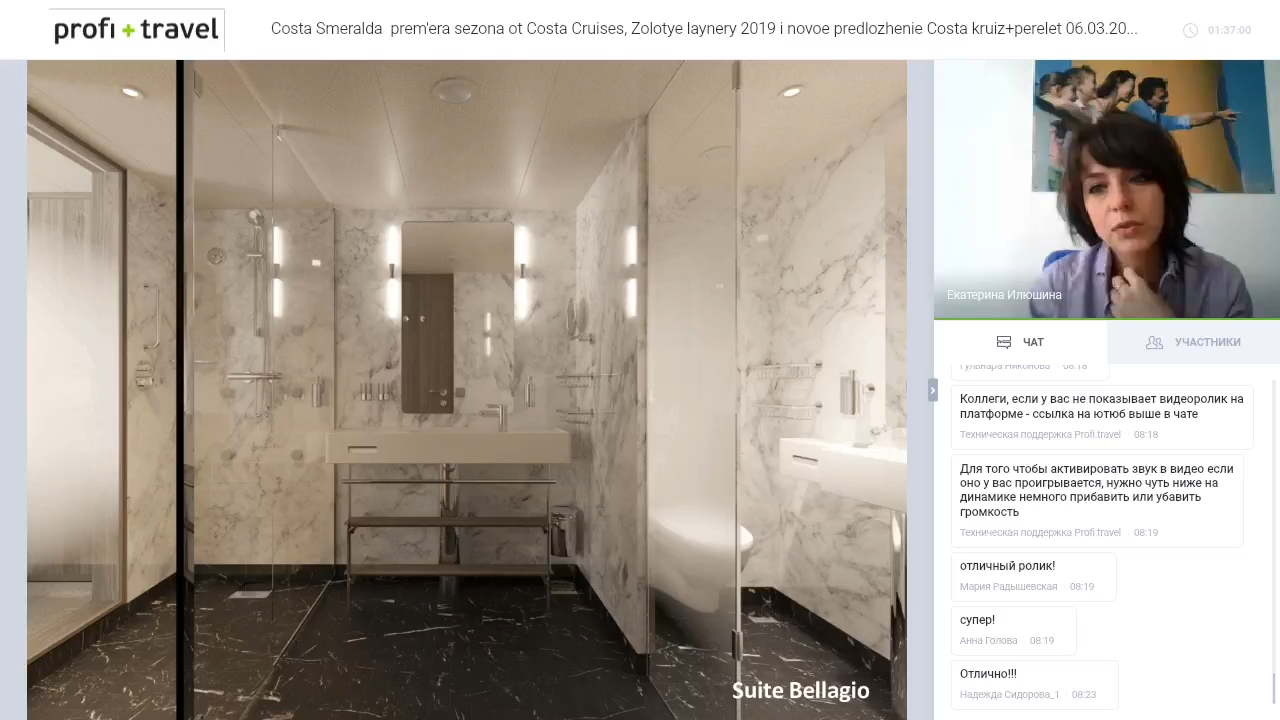 profi + travel
Costa Smeralda prem'era sezona ot Costa Cruises, Zolotye laynery 2019 i novoe predlozhenie Costa kruiz+perelet 06.03.20...
01:37:00
Екатерина Илюшина
ЧАТ
УЧАСТНИКИ
Гульнара Никонова 08:18
Коллеги, если у вас не показывает видеоролик на
платформе - ссылка на ютюб выше в чате
Техническая поддержка Profi.travel 08:18
Для того чтобы активировать звук в видео если
оно у вас проигрывается, нужно чуть ниже на
динамике немного прибавить или убавить
громкость
Техническая поддержка Profi.travel 08:19
отличный ролик!
Мария Радышевская 08:19
супер!
Анна Голова 08:19
Отлично!!!
Надежда Сидорова_1 08:23
Suite Bellagio